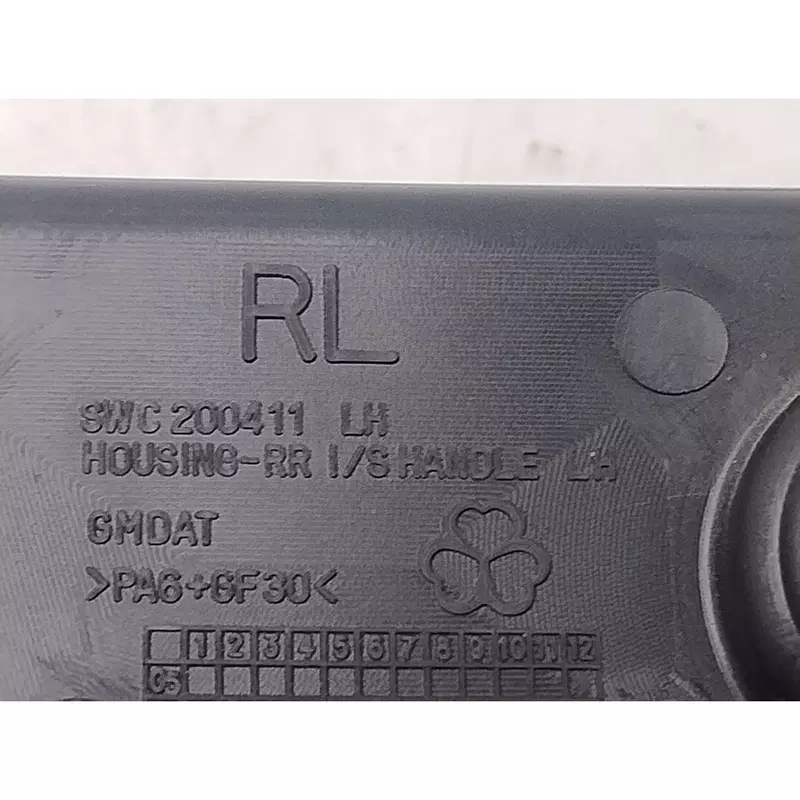 RL
SWC 200411 LH
HOUSING-RR I/S HANDLE LH
GMDAT
>PA6+GF30<
1 2 3 4 5 6 7 8 9 10 11 12
05